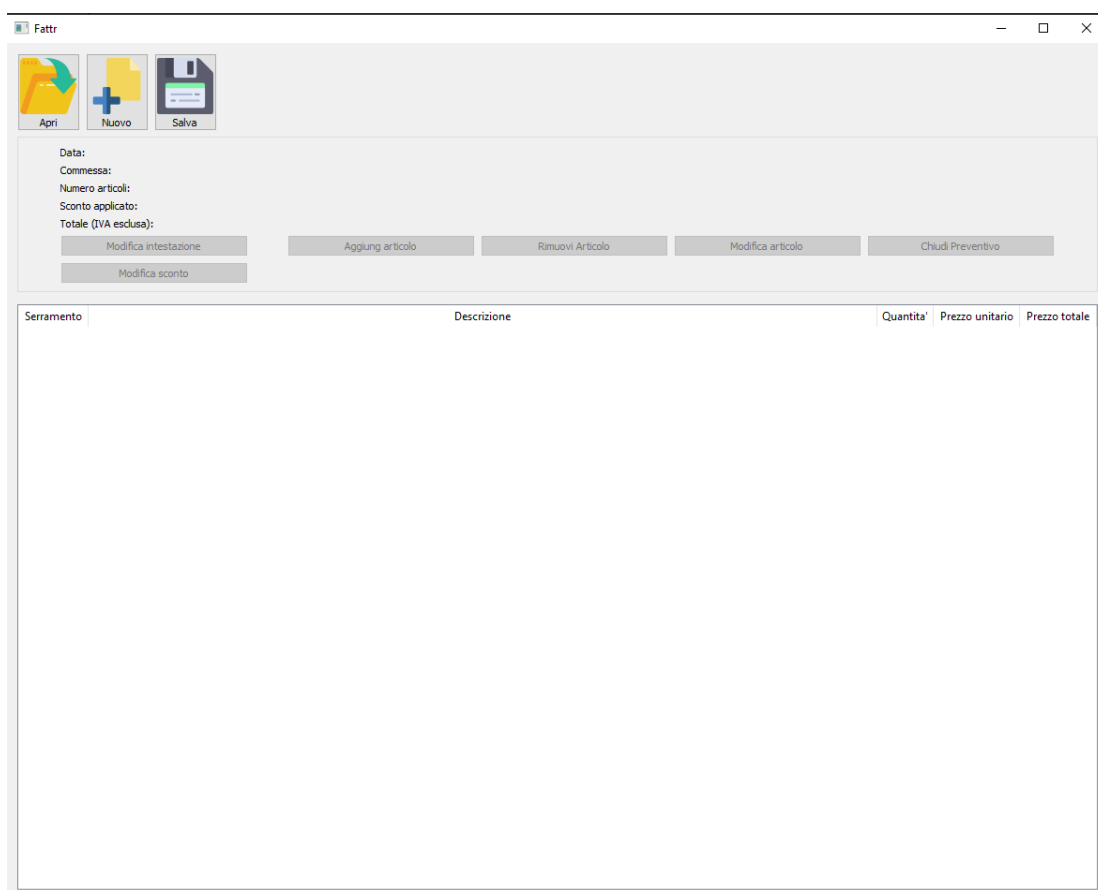 Fattr
Apri Nuovo Salva
Data:
Commessa:
Numero articoli:
Sconto applicato:
Totale (IVA esclusa):
Modifica intestazione Aggiung articolo Rimuovi Articolo Modifica articolo Chiudi Preventivo
Modifica sconto
Serramento Descrizione Quantita' Prezzo unitario Prezzo totale